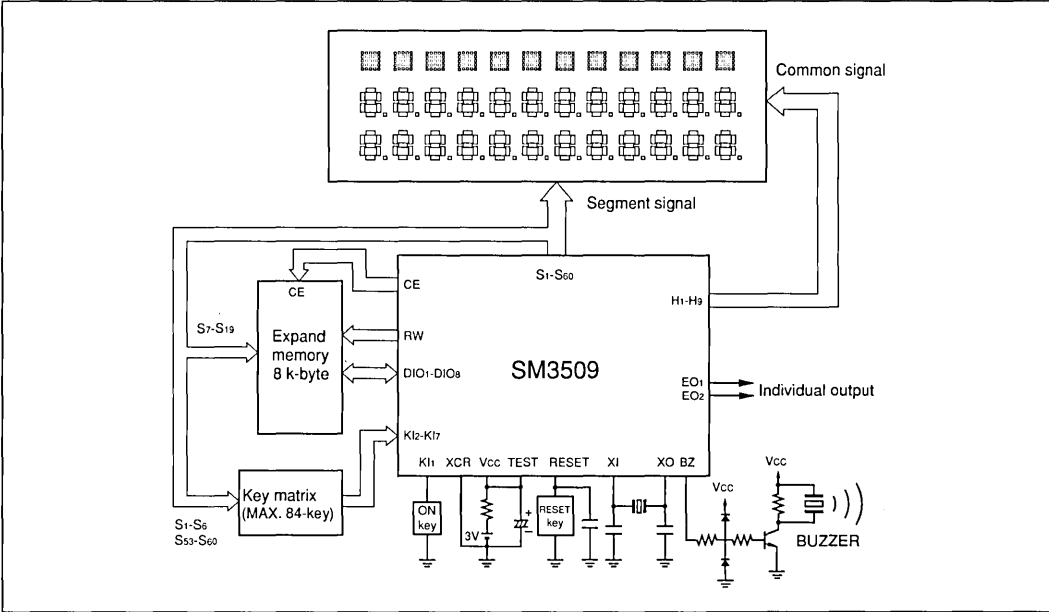 Common signal
Segment signal
S1-S60
CE
CE
H1-H9
S7-S19
Expand
memory
8 k-byte
RW
SM3509
DIO1-DIO8
EO1
EO2
Individual output
KI2-KI7
KI1 XCR Vcc TEST RESET XI XO BZ
Key matrix
(MAX. 84-key)
ON
key
3V
+
−
RESET
key
Vcc
Vcc
BUZZER
S1-S6
S53-S60